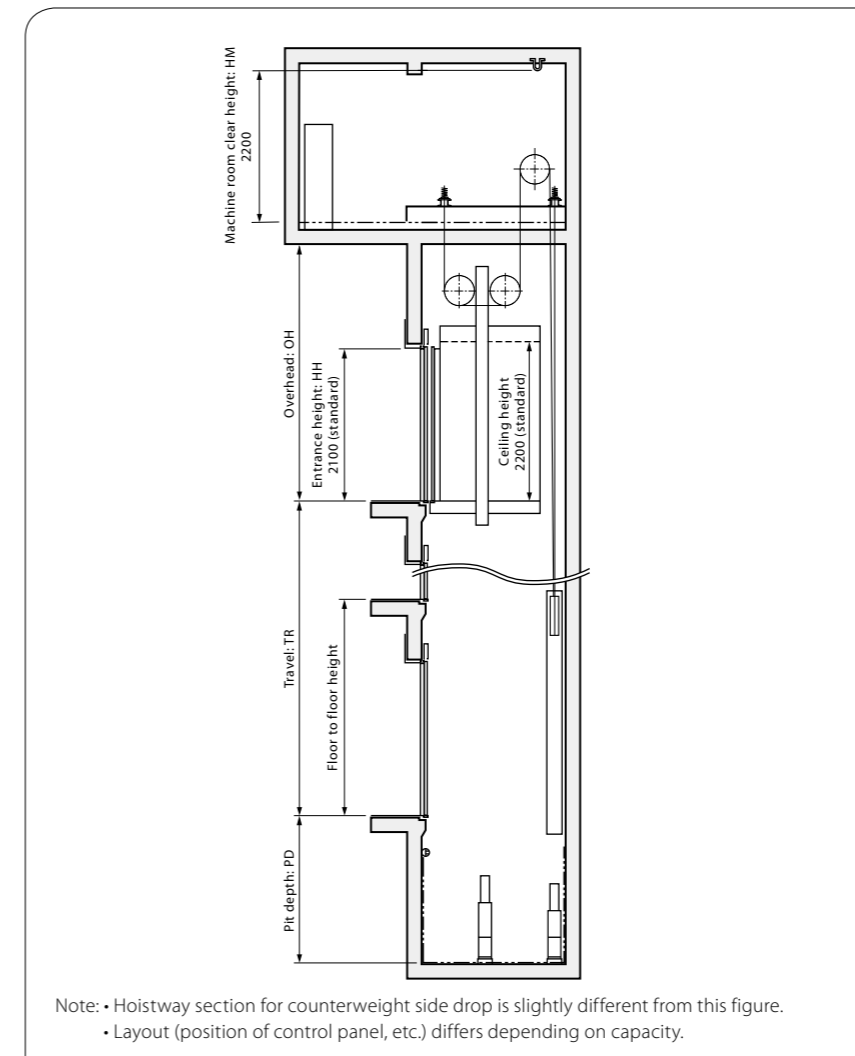 Machine room clear height: HM
2200
Overhead: OH
Entrance height: HH
2100 (standard)
Ceiling height
2200 (standard)
Travel: TR
Floor to floor height
Pit depth: PD
Note: • Hoistway section for counterweight side drop is slightly different from this figure.
• Layout (position of control panel, etc.) differs depending on capacity.